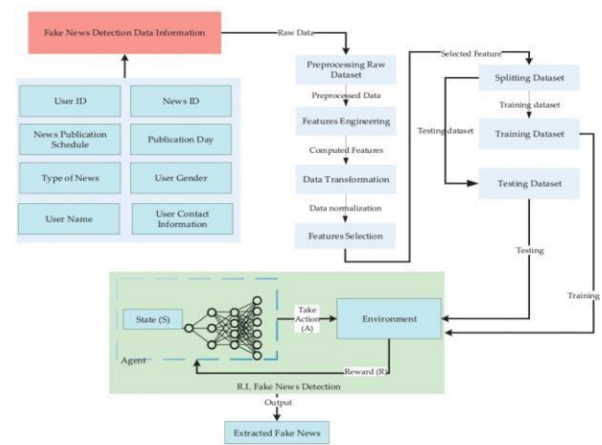 Fake News Detection Data Information
Raw Data
User ID
News ID
News Publication
Schedule
Publication Day
Type of News
User Gender
User Name
User Contact
Information
Preprocessing Raw
Dataset
Preprocessed Data
Features Engineering
Computed Features
Data Transformation
Data normalization
Features Selection
Selected Feature
Splitting Dataset
Training dataset
Testing dataset
Training Dataset
Testing Dataset
Testing
Training
State (S)
Agent
Take
Action
(A)
Environment
Reward (R)
R.L Fake News Detection
Output
Extracted Fake News